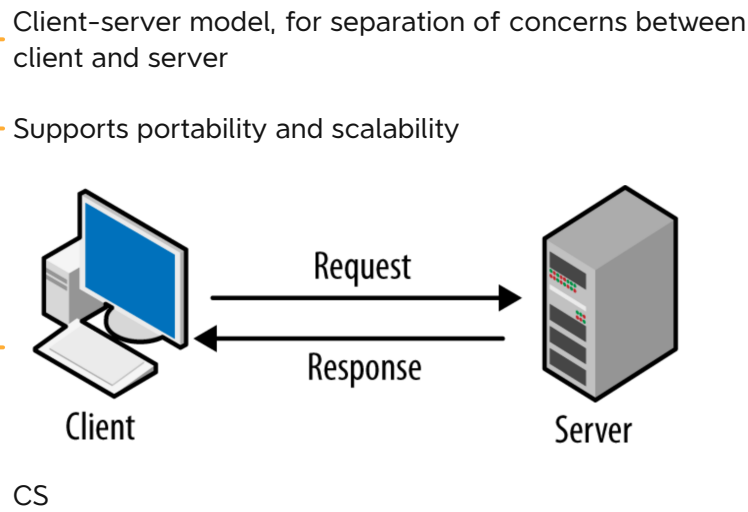 Client-server model, for separation of concerns between
client and server
Supports portability and scalability
Request
Response
Client
Server
CS